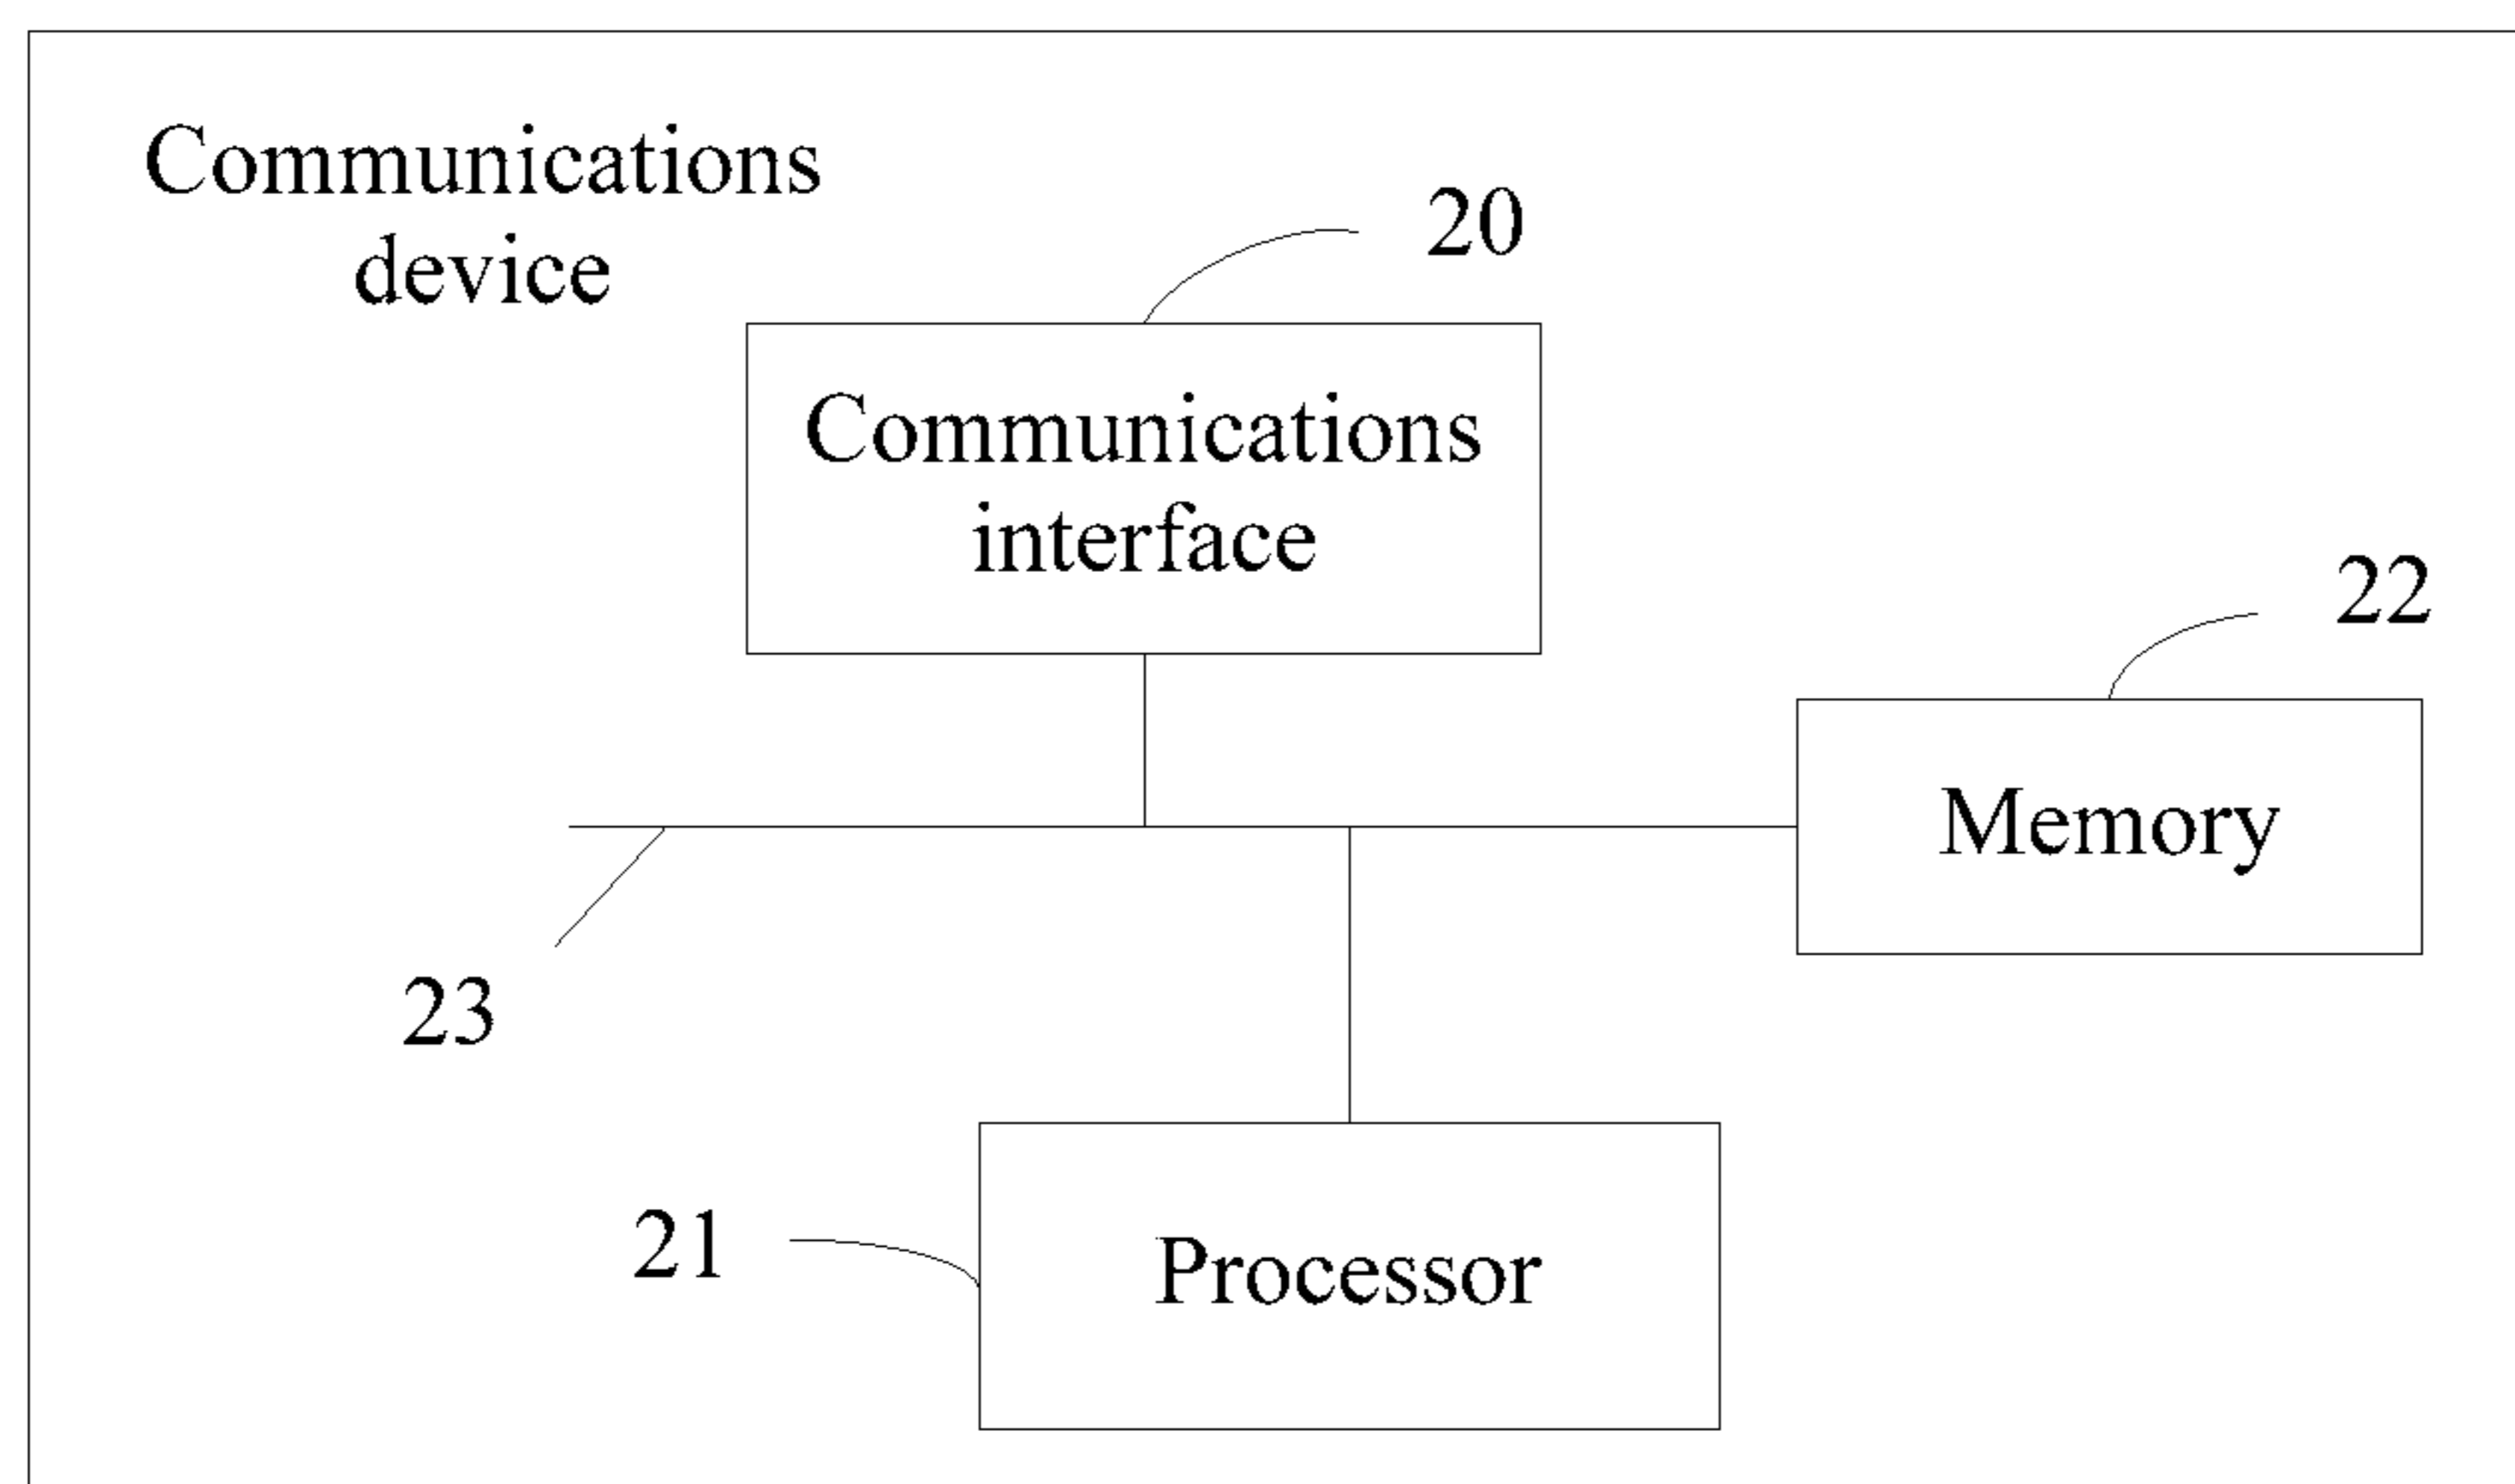 Communications
device
20
Communications
interface
22
Memory
23
21
Processor